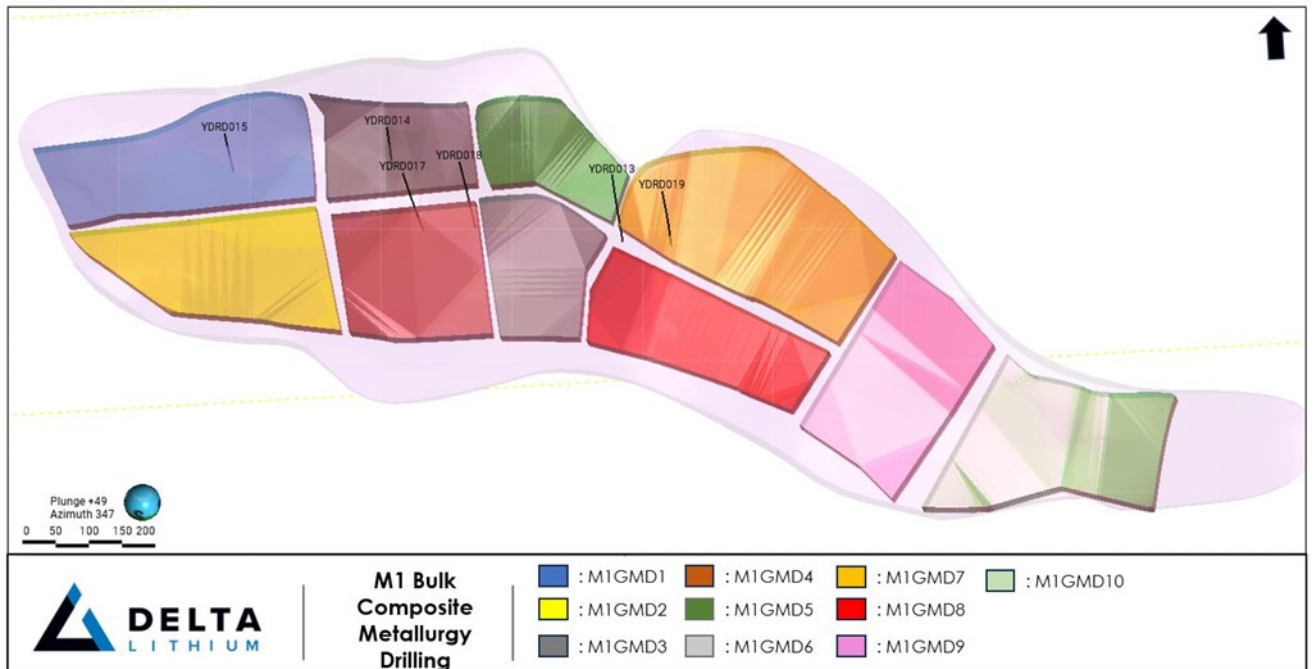 YDRD015
YDRD014
YDRD017
YDRD018
YDRD013
YDRD019
Plunge +49
Azimuth 347
0 50 100 150 200
DELTA
LITHIUM
M1 Bulk
Composite
Metallurgy
Drilling
: M1GMD1
: M1GMD2
: M1GMD3
: M1GMD4
: M1GMD5
: M1GMD6
: M1GMD7
: M1GMD8
: M1GMD9
: M1GMD10